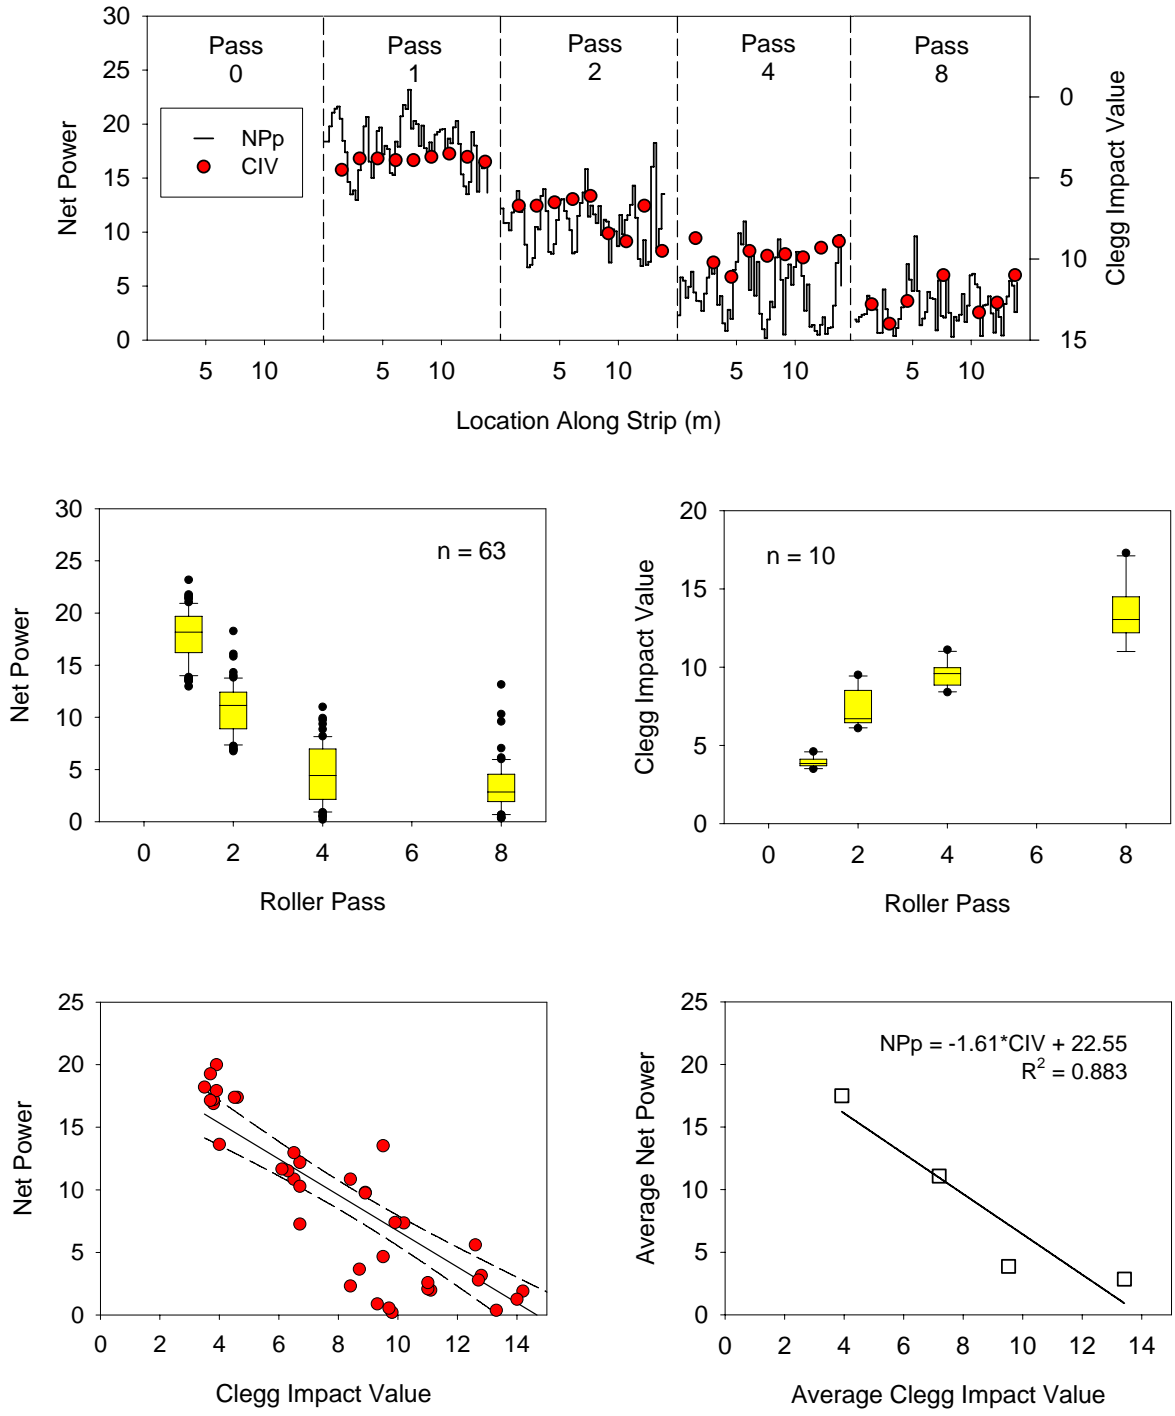 30
25
20
15
10
5
0
Net Power
Pass
0
Pass
1
Pass
2
Pass
4
Pass
8
NPp
CIV
0
5
10
15
Clegg Impact Value
5 10 5 10 5 10 5 10 5 10
Location Along Strip (m)
30
25
20
15
10
5
0
Net Power
n = 63
0 2 4 6 8
Roller Pass
20
15
10
5
0
Clegg Impact Value
n = 10
0 2 4 6 8
Roller Pass
25
20
15
10
5
0
Net Power
0 2 4 6 8 10 12 14
Clegg Impact Value
25
20
15
10
5
0
Average Net Power
NPp = -1.61*CIV + 22.55
R² = 0.883
0 2 4 6 8 10 12 14
Average Clegg Impact Value